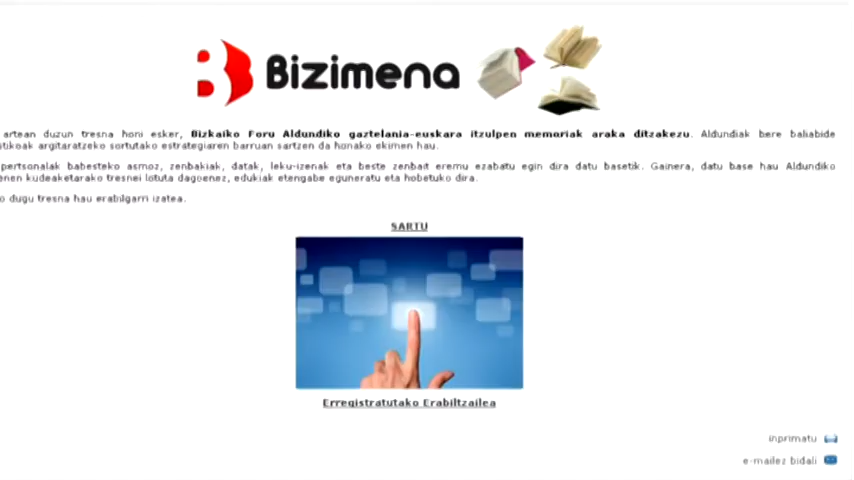 Bizimena
artean duzun tresna honi esker, Bizkaiko Foru Aldundiko gaztelania-euskara itzulpen memoriak araka ditzakezu. Aldundiak bere baliabide
argitaratzeko sortutako estrategiaren barruan sartzen da honako ekimen hau.
pertsonalak babesteko asmoz, zenbakiak, datak, leku-izenak eta beste zenbait eremu ezabatu egin dira datu basetik. Gainera, datu base hau Aldundiko
kudeaketarako tresnei lotuta dagoenez, edukiak etengabe eguneratu eta hobetuko dira.
dugu tresna hau erabilgarri izatea.
SARTU
Erregistratutako Erabiltzailea
inprimatu
e-mailez bidali